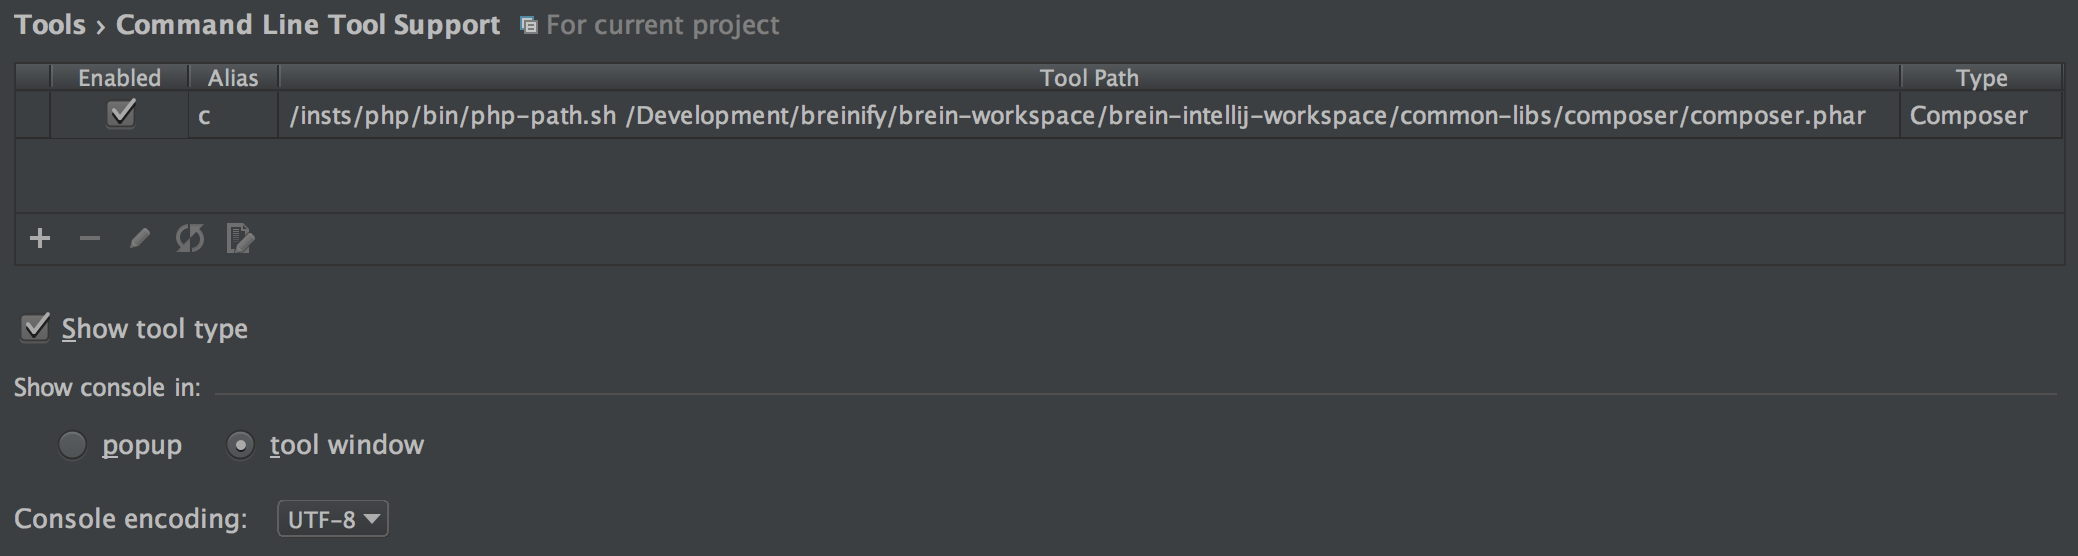 Tools › Command Line Tool Support For current project
Enabled Alias Tool Path Type
c /insts/php/bin/php-path.sh /Development/breinify/brein-workspace/brein-intellij-workspace/common-libs/composer/composer.phar Composer
Show tool type
Show console in:
popup tool window
Console encoding: UTF-8